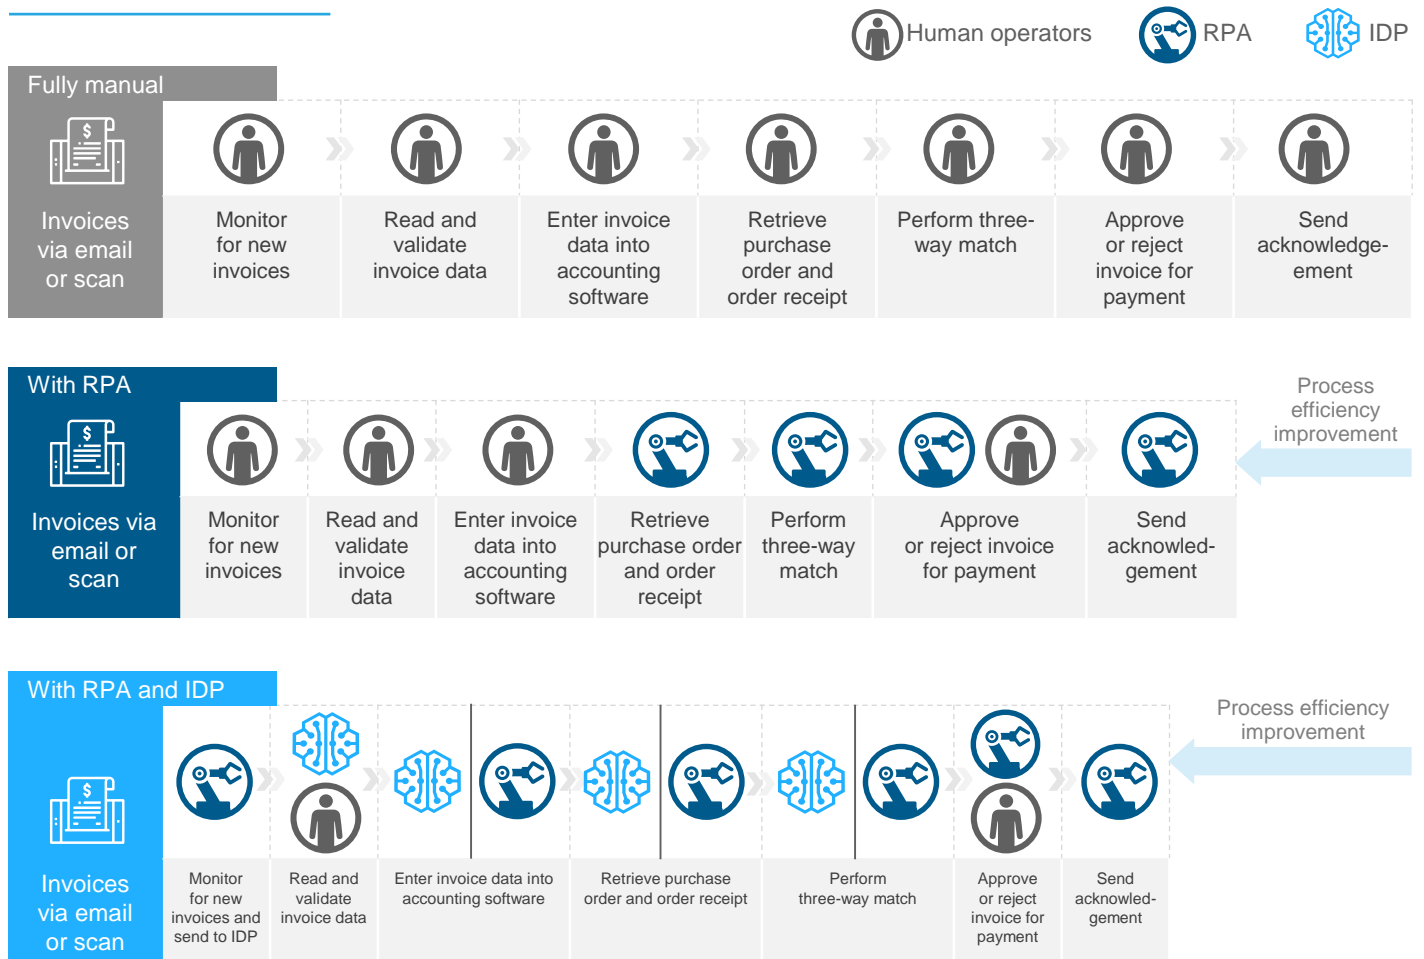 Human operators
RPA
IDP
Fully manual
$
Invoices
via email
or scan
Monitor
for new
invoices
Read and
validate
invoice data
Enter invoice
data into
accounting
software
Retrieve
purchase
order and
order receipt
Perform three-
way match
Approve
or reject
invoice for
payment
Send
acknowledge-
ement
With RPA
$
Invoices via
email or
scan
Monitor
for new
invoices
Read and
validate
invoice
data
Enter invoice
data into
accounting
software
Retrieve
purchase order
and order
receipt
Perform
three-way
match
Approve
or reject invoice
for payment
Send
acknowled-
gement
Process
efficiency
improvement
With RPA and IDP
$
Invoices
via email
or scan
Monitor
for new
invoices and
send to IDP
Read and
validate
invoice data
Enter invoice data into
accounting software
Retrieve purchase
order and order receipt
Perform
three-way match
Approve
or reject
invoice for
payment
Send
acknowled-
gement
Process efficiency
improvement